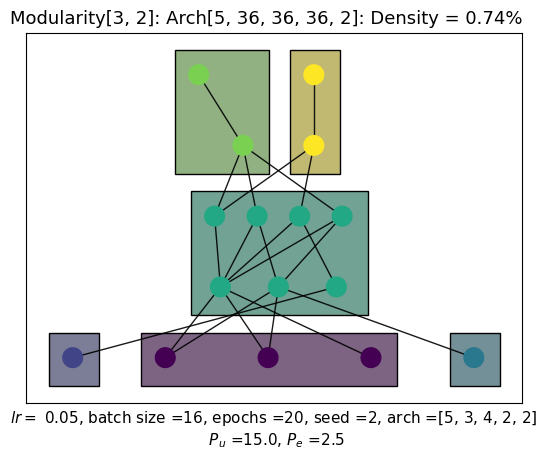 Modularity[3, 2]: Arch[5, 36, 36, 36, 2]: Density = 0.74%
lr = 0.05, batch size =16, epochs =20, seed =2, arch =[5, 3, 4, 2, 2]
P_u =15.0, P_e =2.5